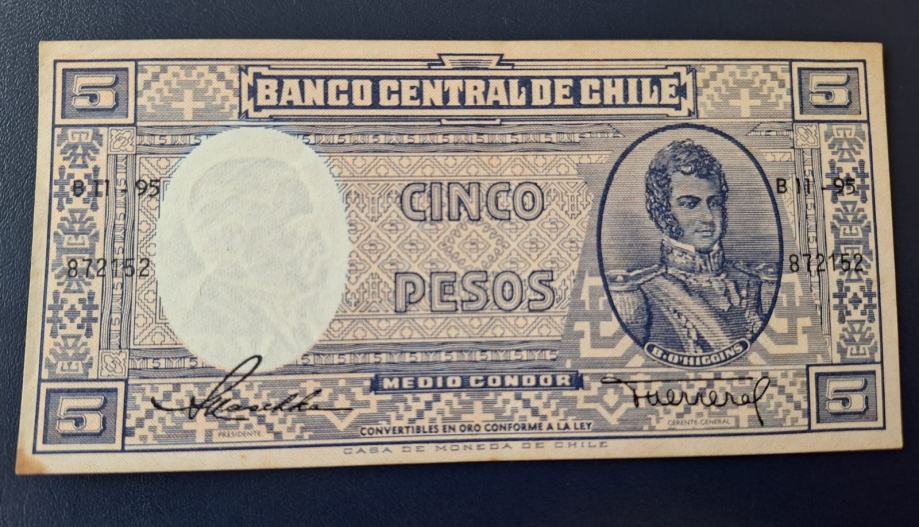 5 BANCO CENTRAL DE CHILE 5
B 11 - 95 B 11 - 95
CINCO
872152 872152
PESOS
B. O'HIGGINS
MEDIO CONDOR
5 5
PRESIDENTE GERENTE GENERAL
CONVERTIBLES EN ORO CONFORME A LA LEY
CASA DE MONEDA DE CHILE